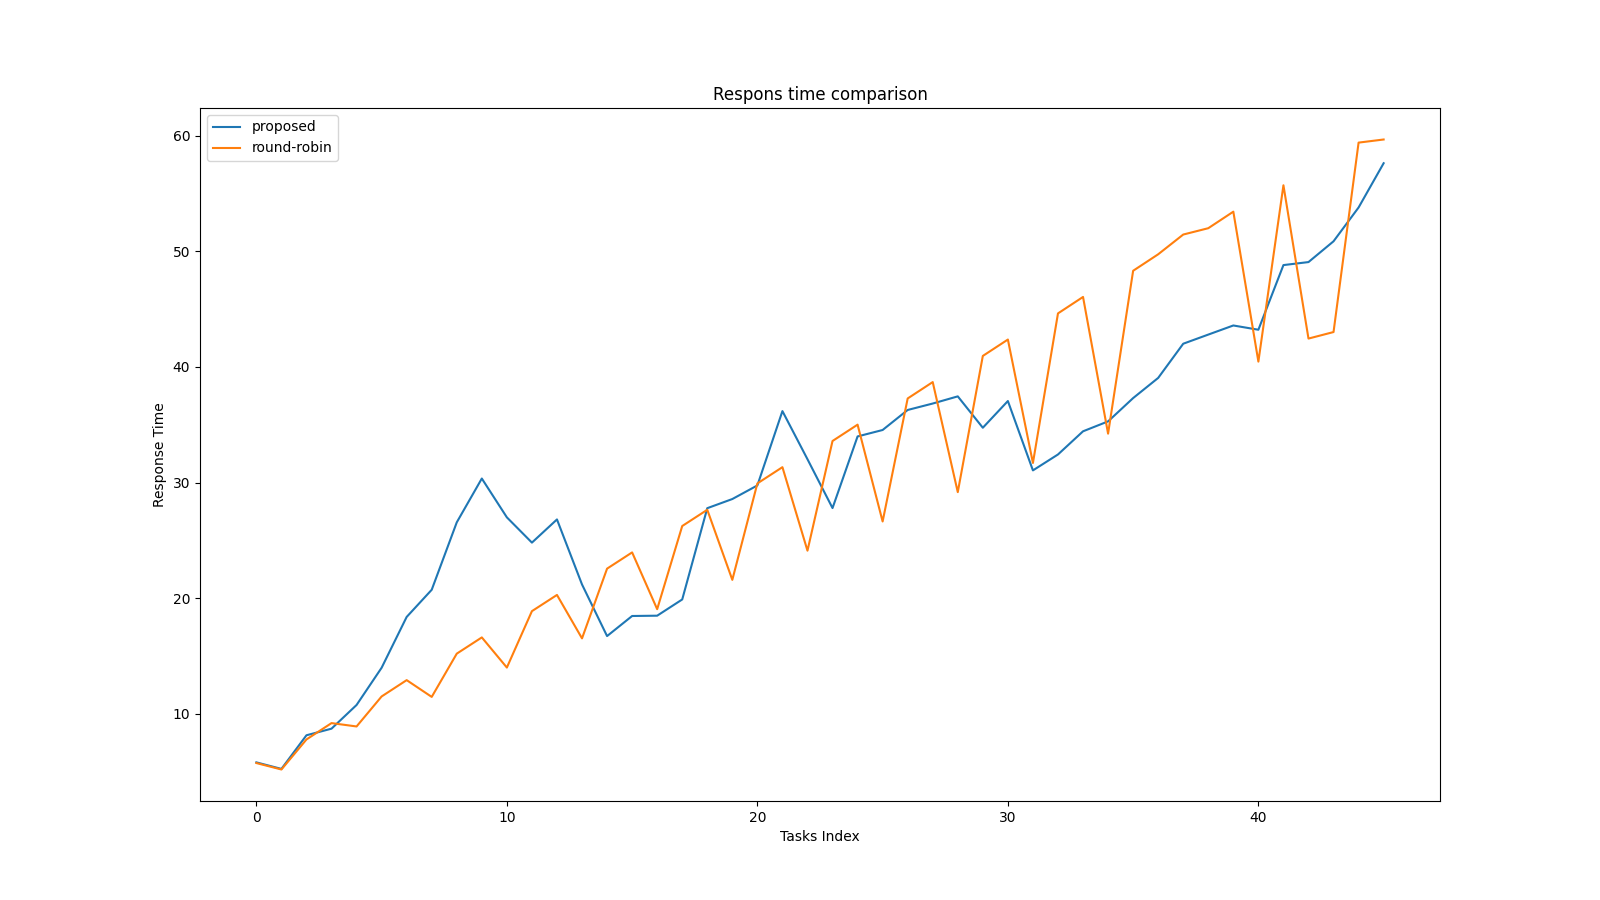 Respons time comparison
proposed
round-robin
60
50
40
30
20
10
Response Time
0 10 20 30 40
Tasks Index